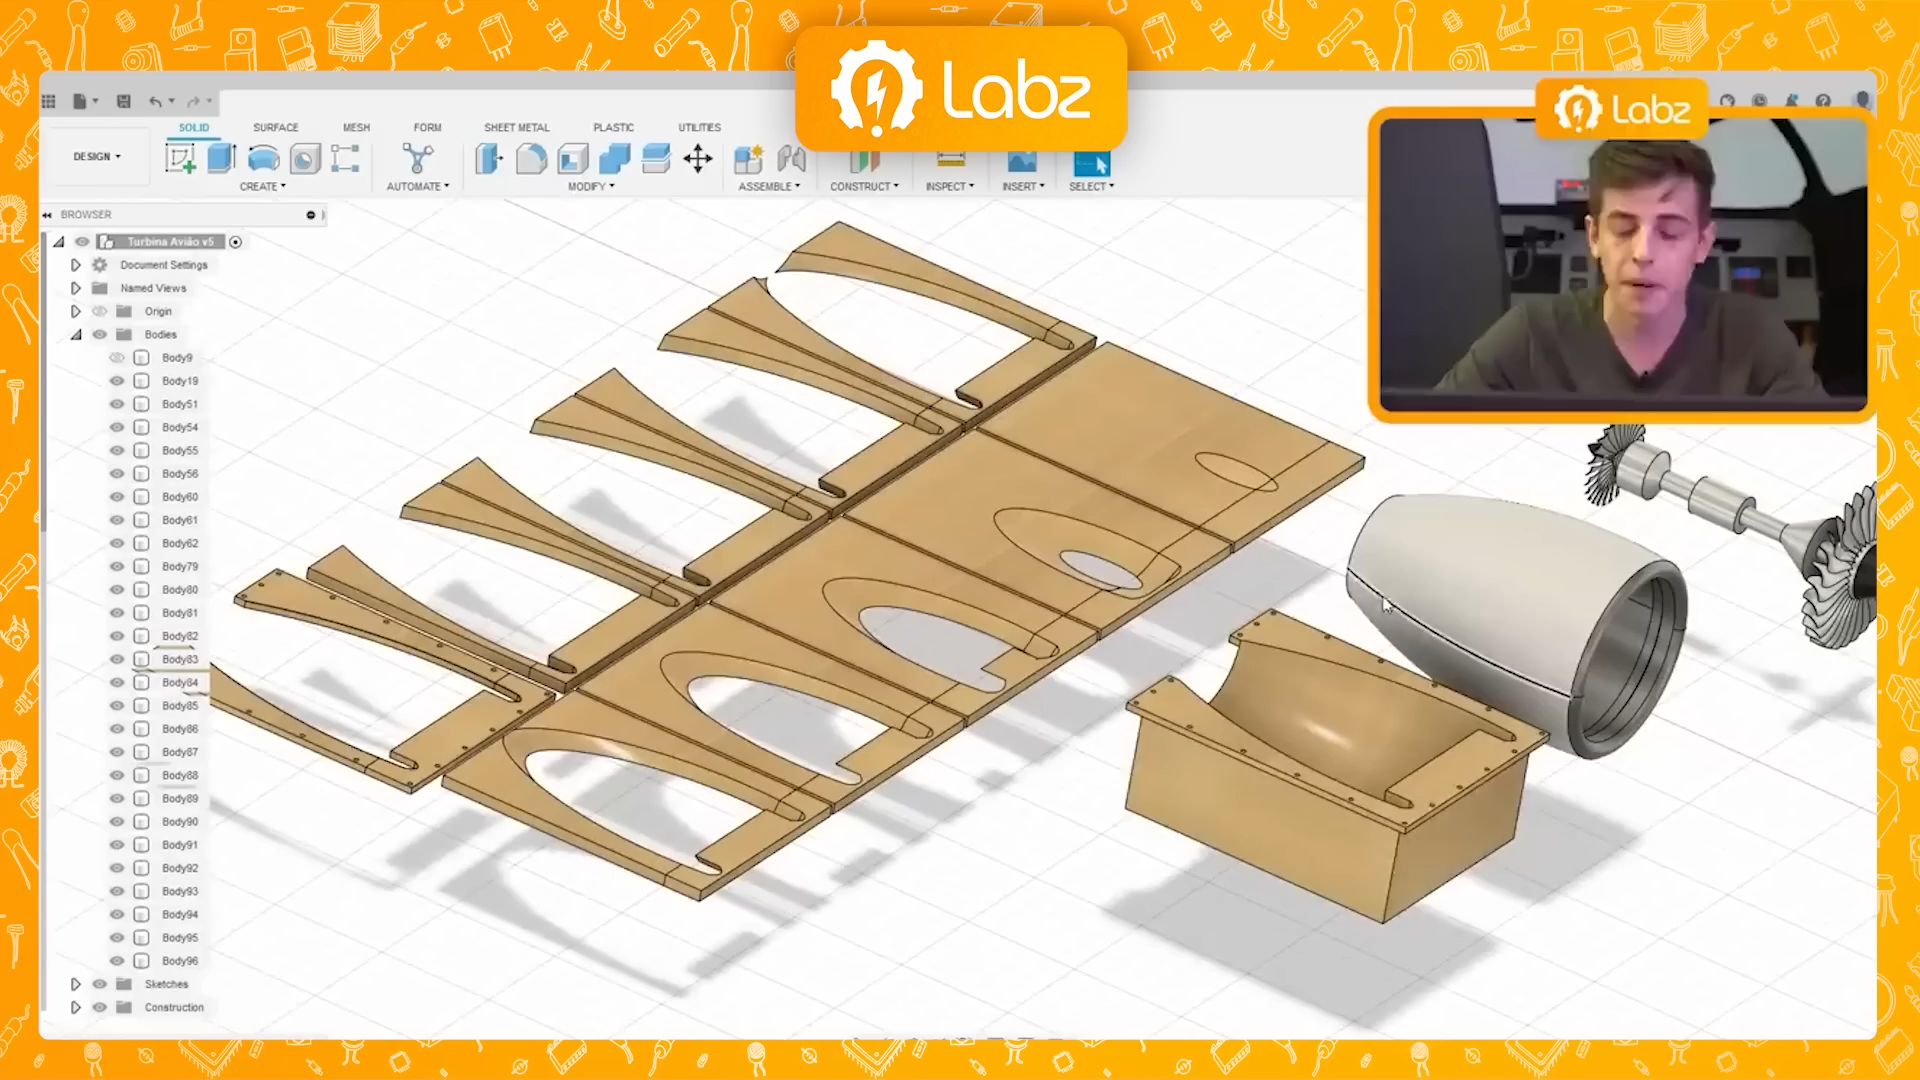 Labz
Labz
SOLID
SURFACE
MESH
FORM
SHEET METAL
PLASTIC
UTILITIES
DESIGN
CREATE
AUTOMATE
MODIFY
ASSEMBLE
CONSTRUCT
INSPECT
INSERT
SELECT
BROWSER
Turbina Avião v5
Document Settings
Named Views
Origin
Bodies
Body9
Body19
Body51
Body54
Body55
Body56
Body60
Body61
Body62
Body79
Body80
Body81
Body82
Body83
Body84
Body85
Body86
Body87
Body88
Body89
Body90
Body91
Body92
Body93
Body94
Body95
Body96
Sketches
Construction